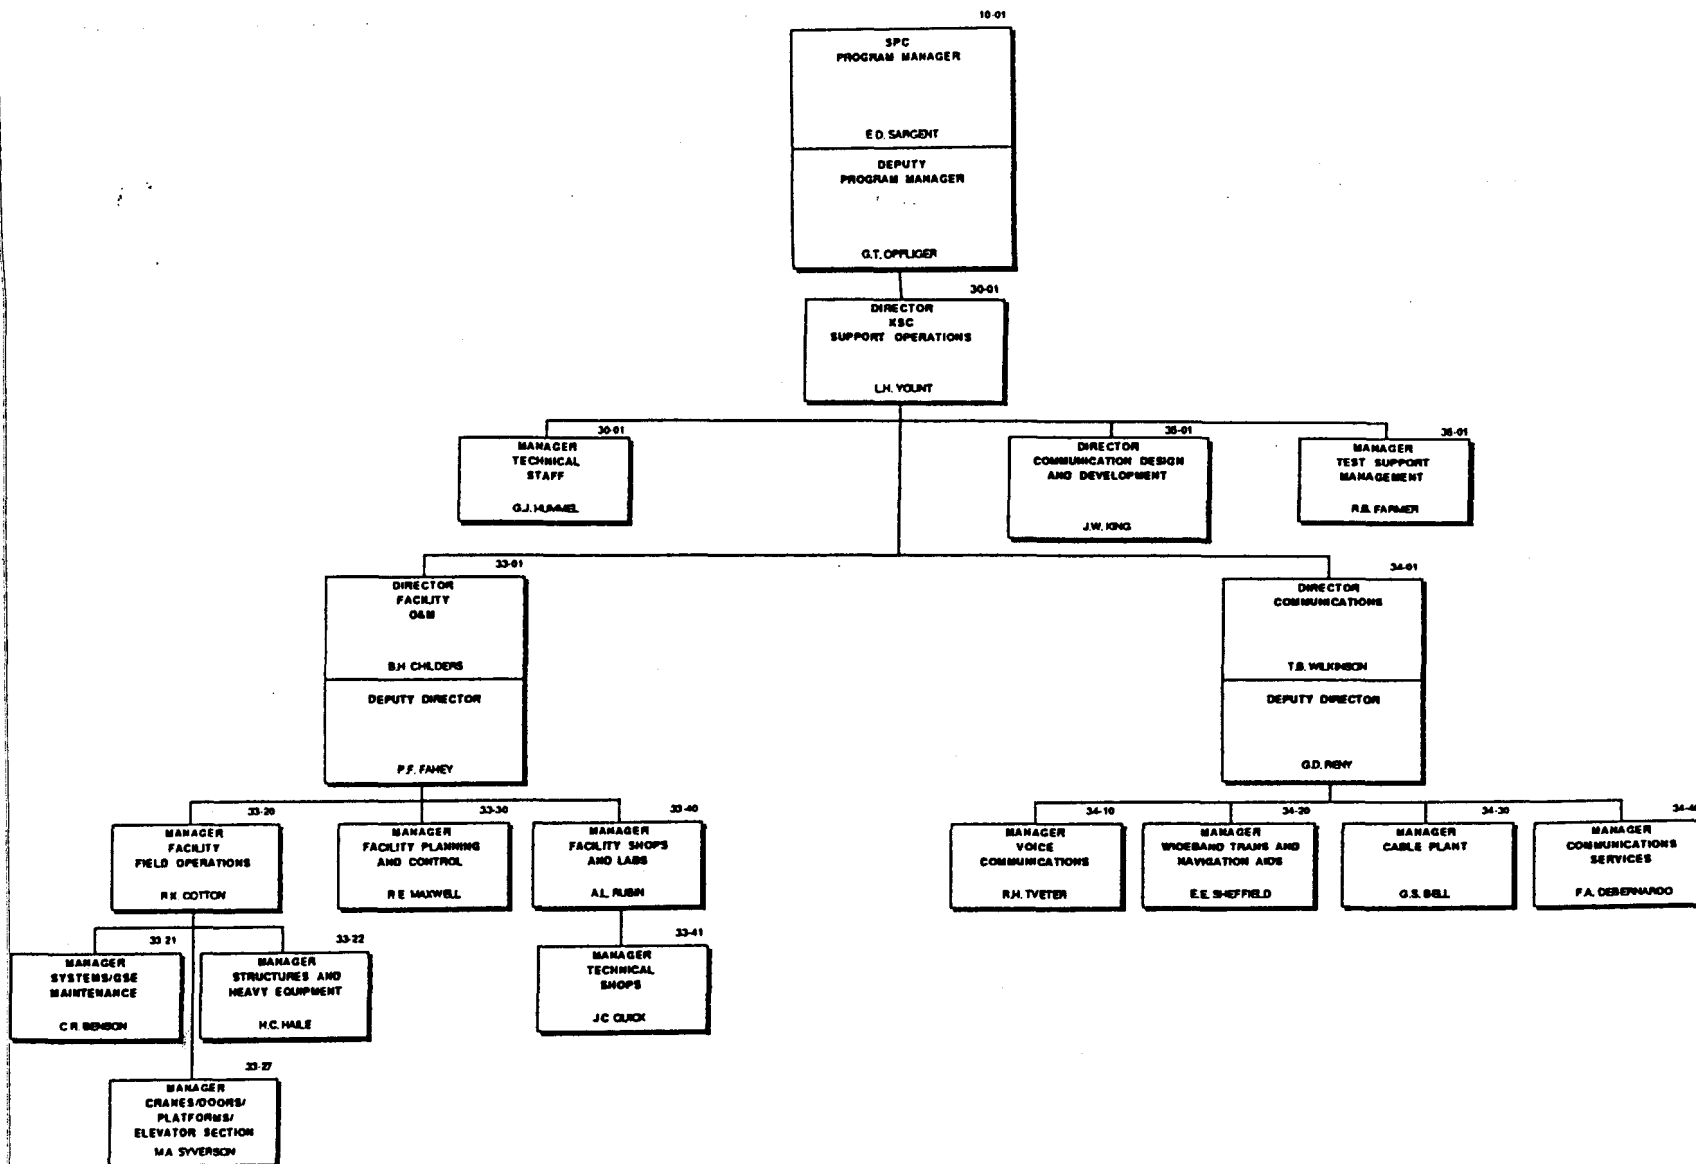 10-01
SPC
PROGRAM MANAGER
E.D. SARGENT
DEPUTY
PROGRAM MANAGER
G.T. OPPLIGER
30-01
DIRECTOR
KSC
SUPPORT OPERATIONS
L.H. YOUNT
30-01
MANAGER
TECHNICAL
STAFF
G.J. HUMMEL
35-01
DIRECTOR
COMMUNICATION DESIGN
AND DEVELOPMENT
J.W. KING
36-01
MANAGER
TEST SUPPORT
MANAGEMENT
R.B. FARMER
33-01
DIRECTOR
FACILITY
O&M
B.H. CHILDERS
DEPUTY DIRECTOR
P.F. FAHEY
34-01
DIRECTOR
COMMUNICATIONS
T.B. WILKINSON
DEPUTY DIRECTOR
G.D. RENY
33-20
MANAGER
FACILITY
FIELD OPERATIONS
R.K. COTTON
33-30
MANAGER
FACILITY PLANNING
AND CONTROL
R E MAXWELL
33-40
MANAGER
FACILITY SHOPS
AND LABS
A.L. RUBIN
34-10
MANAGER
VOICE
COMMUNICATIONS
R.H. TVETER
34-20
MANAGER
WIDEBAND TRANS AND
NAVIGATION AIDS
E.E. SHEFFIELD
34-30
MANAGER
CABLE PLANT
G.S. BELL
34-40
MANAGER
COMMUNICATIONS
SERVICES
F.A. DEBERNARDO
33-21
MANAGER
SYSTEMS/GSE
MAINTENANCE
C R. BENSON
33-22
MANAGER
STRUCTURES AND
HEAVY EQUIPMENT
H.C. HAILE
33-41
MANAGER
TECHNICAL
SHOPS
J.C QUICK
33-27
MANAGER
CRANES/DOORS/
PLATFORMS/
ELEVATOR SECTION
M.A SYVERSON